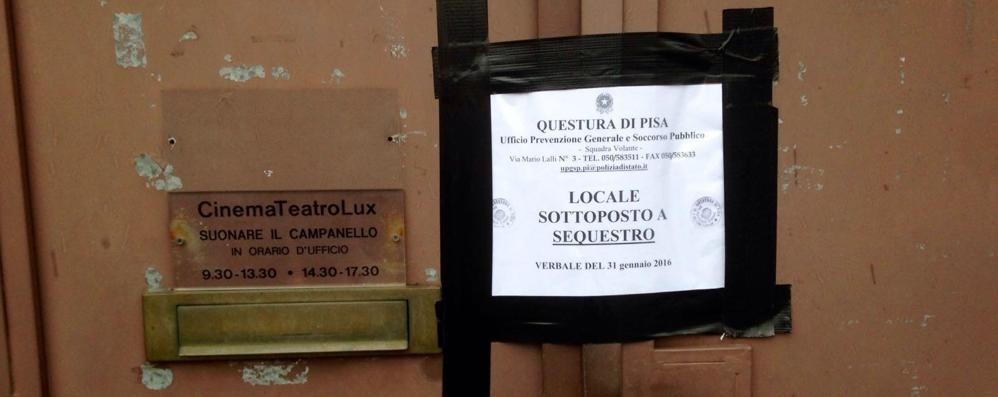 CinemaTeatroLux
SUONARE IL CAMPANELLO
IN ORARIO D'UFFICIO
9.30-13.30 • 14.30-17.30
QUESTURA DI PISA
Ufficio Prevenzione Generale e Soccorso Pubblico
- Squadra Volante -
Via Mario Lalli N° 3 - TEL. 050/583511 - FAX 050/583633
upgsp.pi@poliziadistato.it
LOCALE
SOTTOPOSTO A
SEQUESTRO
VERBALE DEL 31 gennaio 2016